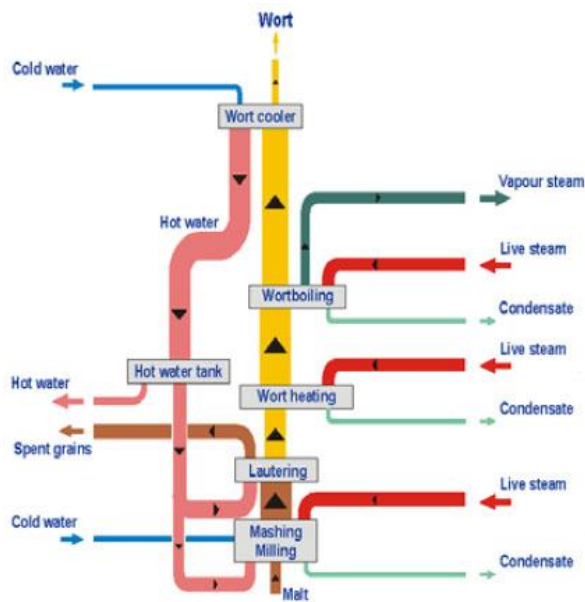 Wort
Cold water
Wort cooler
Vapour steam
Hot water
Live steam
Wortboiling
Condensate
Hot water tank
Live steam
Hot water
Wort heating
Condensate
Spent grains
Lautering
Live steam
Cold water
Mashing
Milling
Condensate
Malt